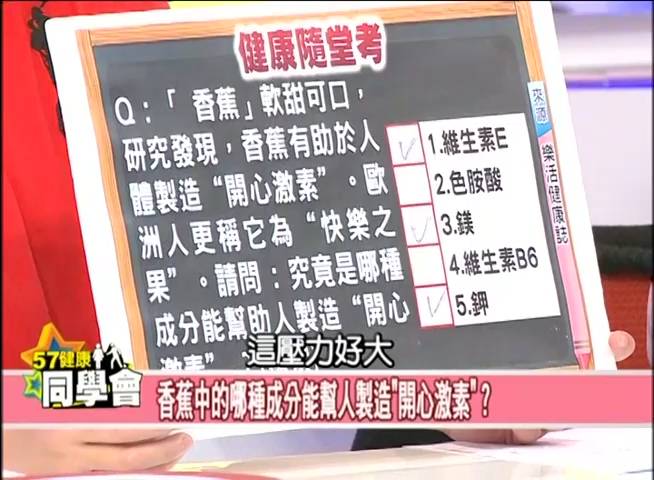 健康隨堂考
Q：「香蕉」軟甜可口，
研究發現，香蕉有助於人
體製造“開心激素”。歐
洲人更稱它為“快樂之
果”。請問：究竟是哪種
成分能幫助人製造“開心
激素”
1.維生素E
2.色胺酸
3.鎂
4.維生素B6
5.鉀
來源
樂活健康誌
這壓力好大
57健康
同學會
香蕉中的哪種成分能幫人製造"開心激素"？